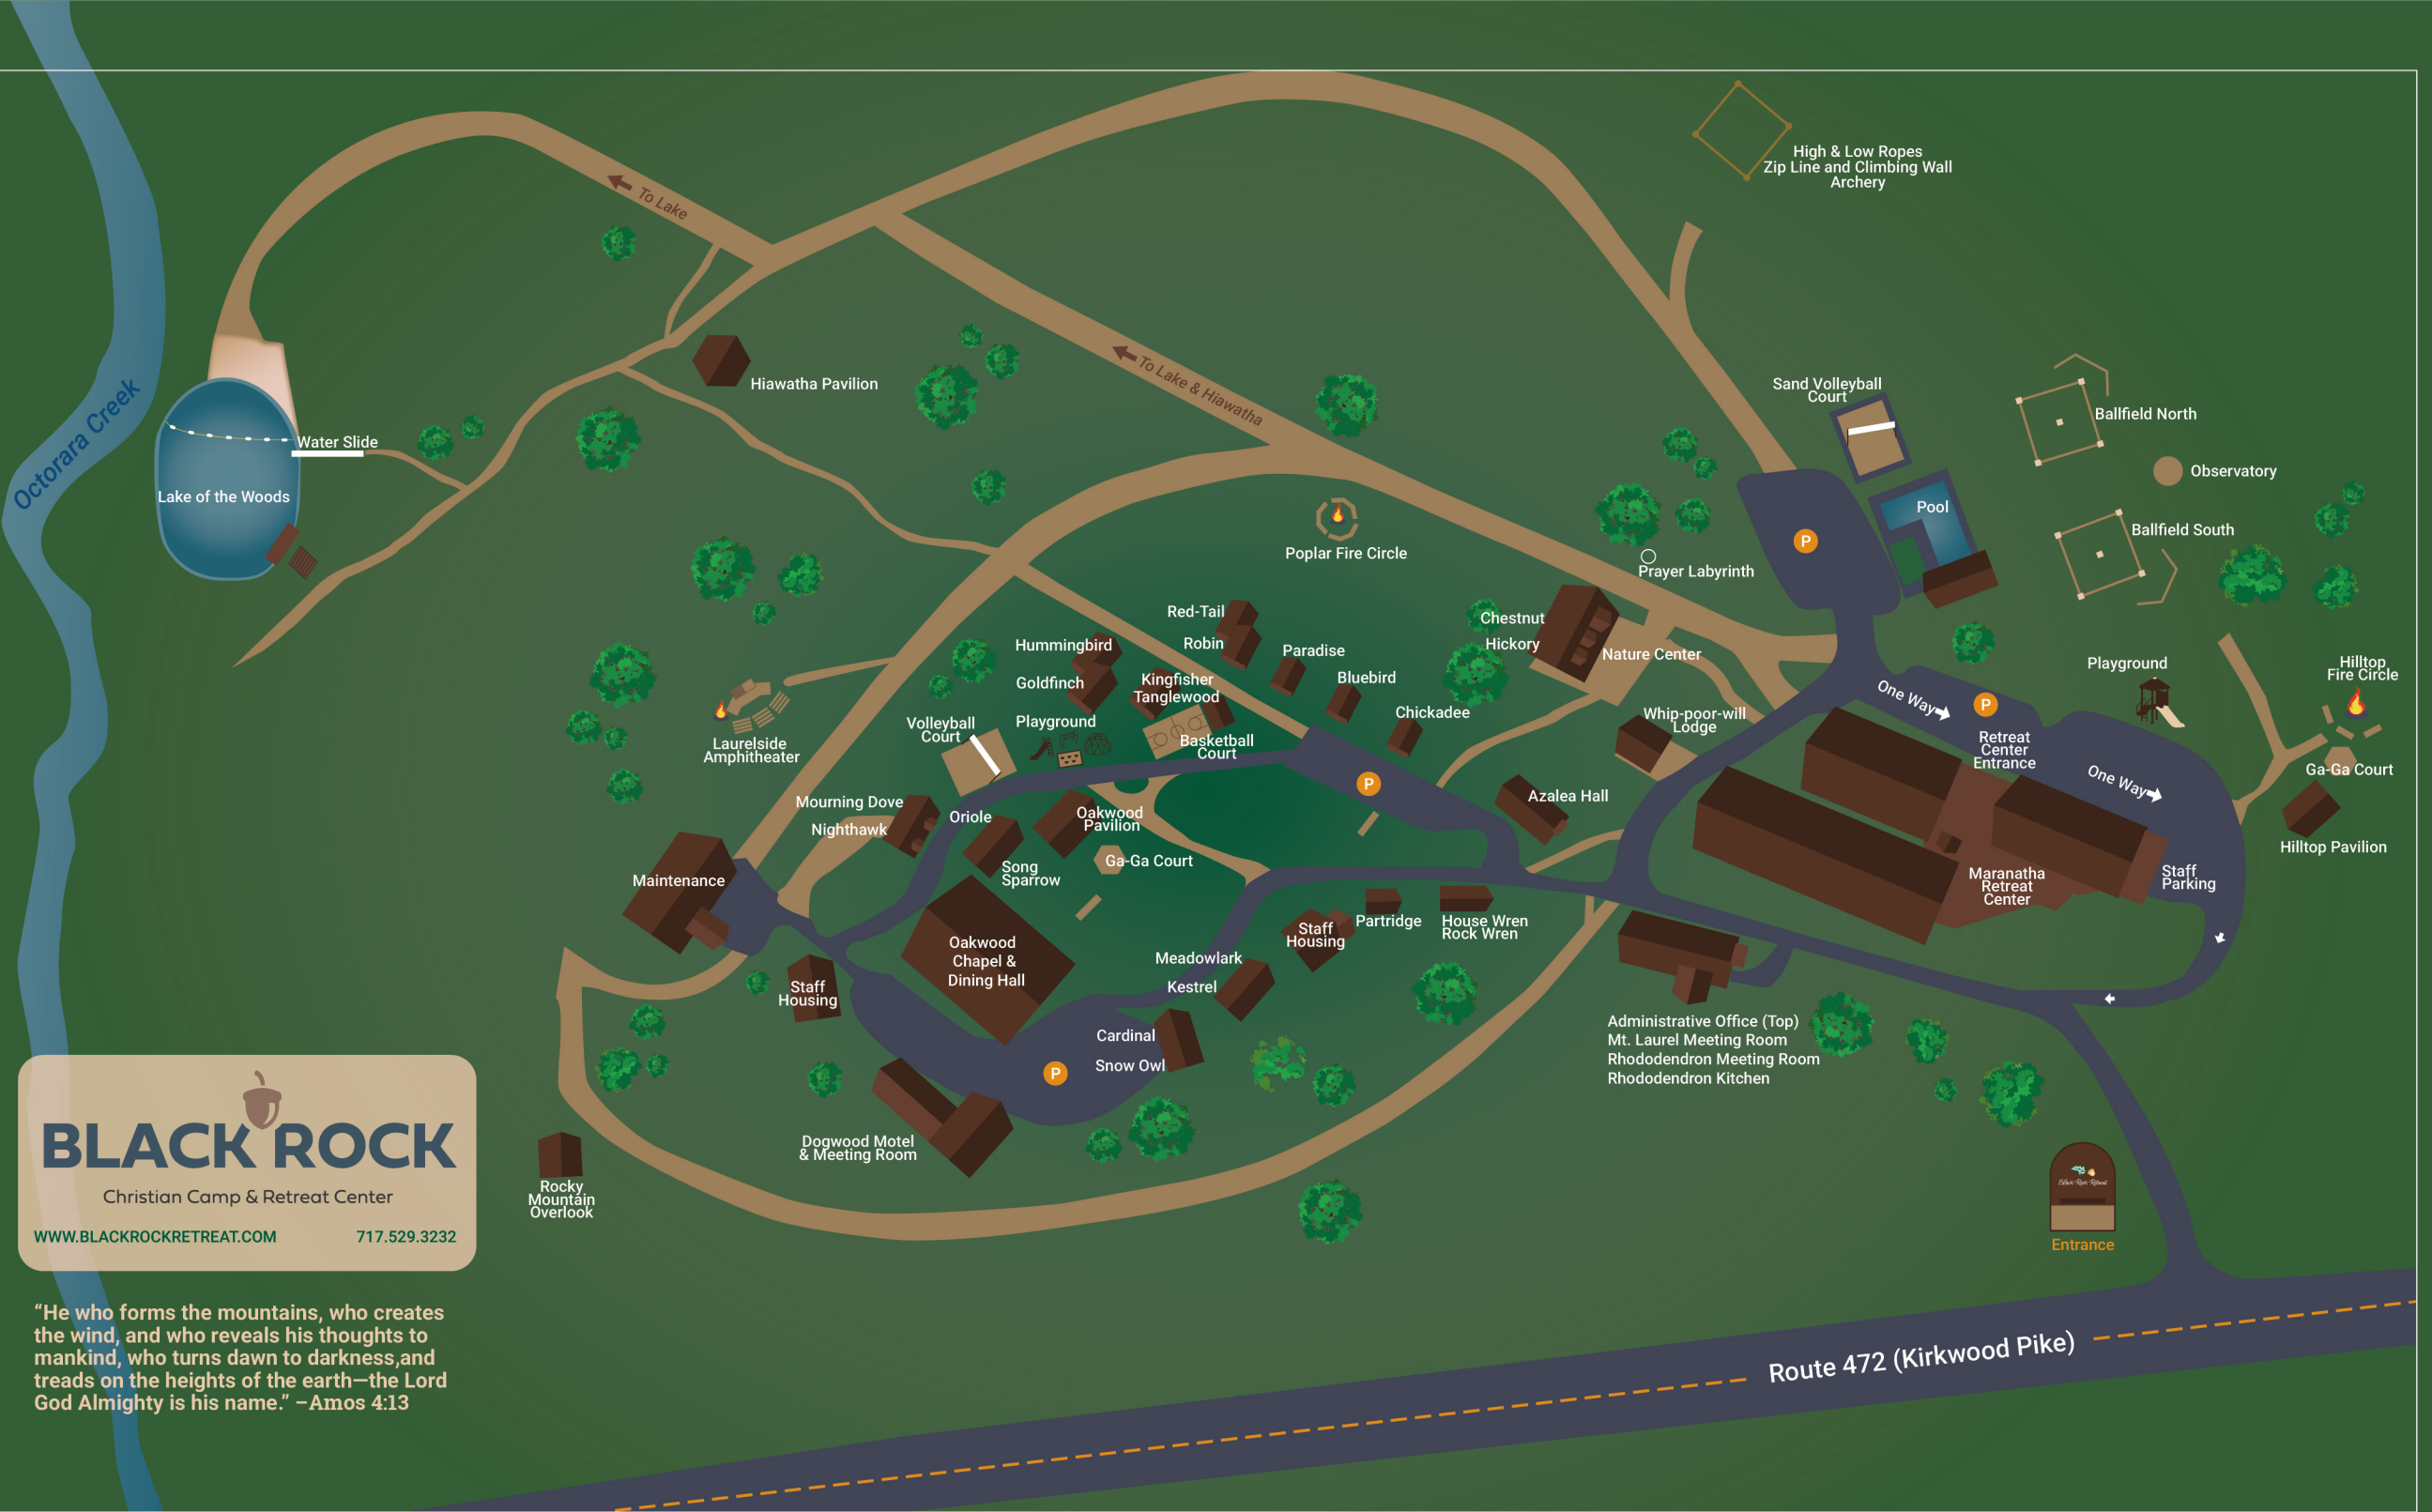 High & Low Ropes
Zip Line and Climbing Wall
Archery
To Lake
To Lake & Hiawatha
Hiawatha Pavilion
Sand Volleyball
Court
Ballfield North
Octorara Creek
Water Slide
Lake of the Woods
Observatory
Pool
Ballfield South
P
Poplar Fire Circle
Prayer Labyrinth
Red-Tail
Robin
Chestnut
Hickory
Nature Center
Hummingbird
Goldfinch
Paradise
Bluebird
Kingfisher
Tanglewood
Chickadee
Playground
Hilltop
Fire Circle
One Way
P
Whip-poor-will
Lodge
Volleyball
Court
Playground
Basketball
Court
Laurelside
Amphitheater
Retreat
Center
Entrance
Ga-Ga Court
One Way
P
Azalea Hall
Mourning Dove
Nighthawk
Oriole
Oakwood
Pavilion
Hilltop Pavilion
Song
Sparrow
Ga-Ga Court
Maintenance
Maranatha
Retreat
Center
Staff
Parking
Partridge
House Wren
Rock Wren
Staff
Housing
Oakwood
Chapel &
Dining Hall
Meadowlark
Kestrel
Staff
Housing
Cardinal
Snow Owl
P
Administrative Office (Top)
Mt. Laurel Meeting Room
Rhododendron Meeting Room
Rhododendron Kitchen
Dogwood Motel
& Meeting Room
Rocky
Mountain
Overlook
Black Rock Retreat
Entrance
BLACK ROCK
Christian Camp & Retreat Center
WWW.BLACKROCKRETREAT.COM
717.529.3232
“He who forms the mountains, who creates
the wind, and who reveals his thoughts to
mankind, who turns dawn to darkness,and
treads on the heights of the earth—the Lord
God Almighty is his name.” –Amos 4:13
Route 472 (Kirkwood Pike)